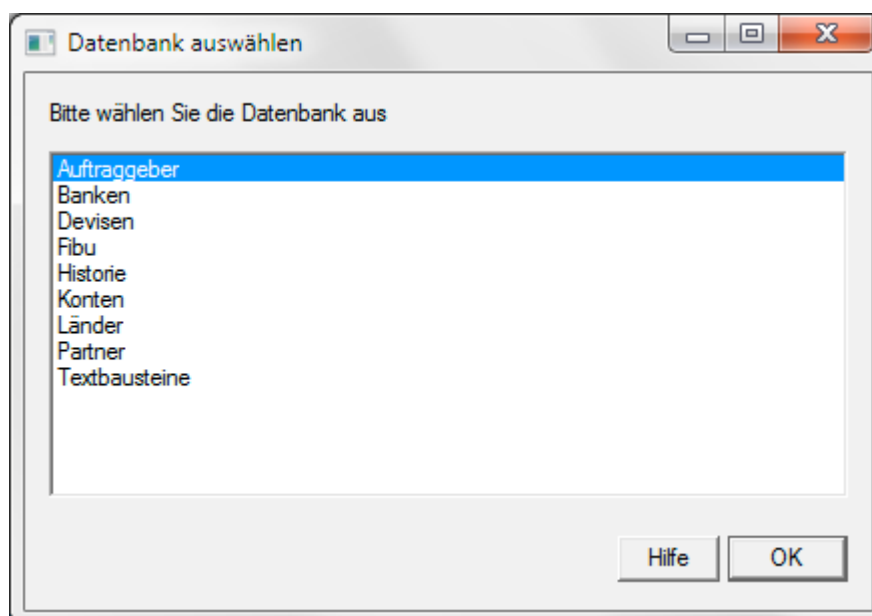 Datenbank auswählen
Bitte wählen Sie die Datenbank aus
Auftraggeber
Banken
Devisen
Fibu
Historie
Konten
Länder
Partner
Textbausteine
Hilfe
OK